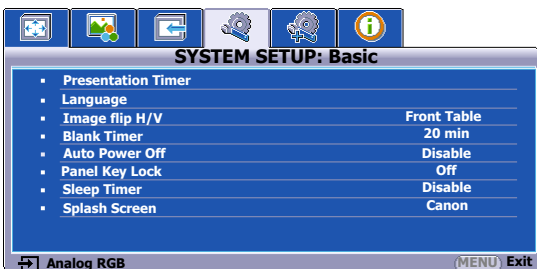 SYSTEM SETUP: Basic
Presentation Timer
Language
Image flip H/V Front Table
Blank Timer 20 min
Auto Power Off Disable
Panel Key Lock Off
Sleep Timer Disable
Splash Screen Canon
Analog RGB MENU Exit